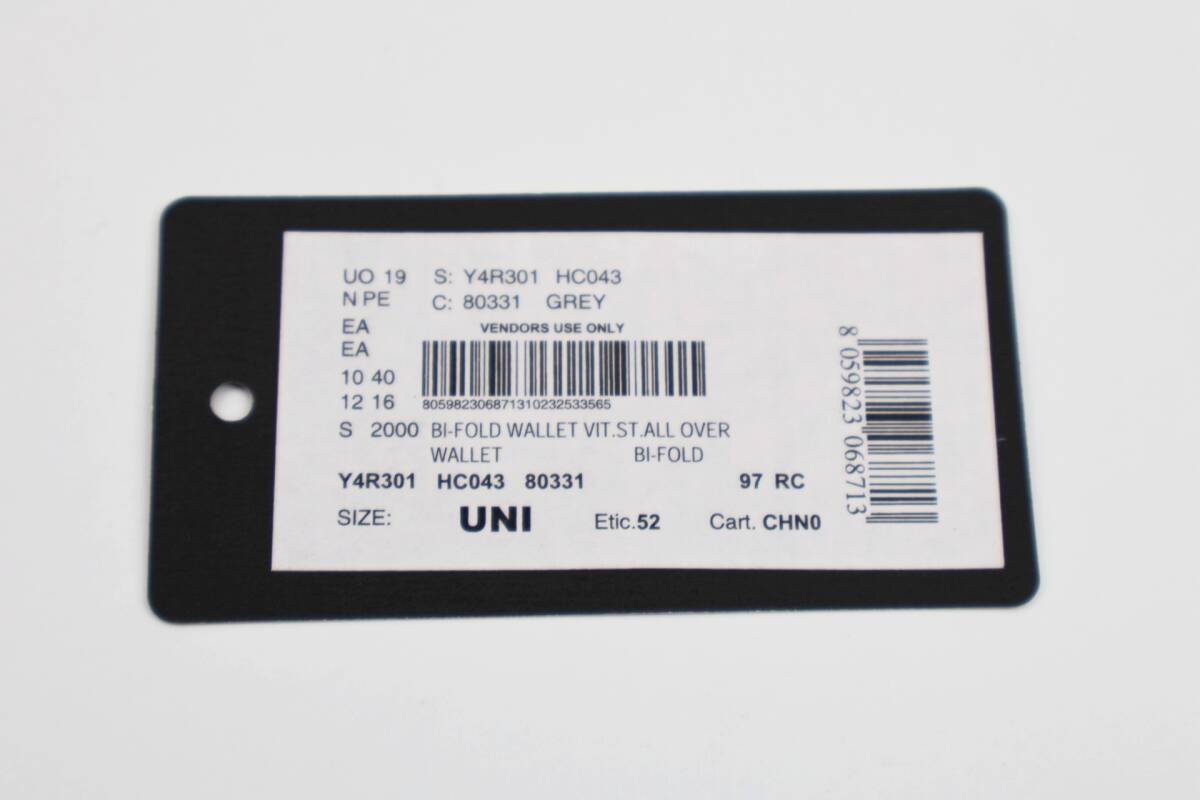 UO 19 S: Y4R301 HC043
N PE C: 80331 GREY
EA VENDORS USE ONLY
EA
10 40
12 16 805982306871310232533565
S 2000 BI-FOLD WALLET VIT.ST.ALL OVER
WALLET BI-FOLD
Y4R301 HC043 80331 97 RC
SIZE: UNI Etic.52 Cart. CHN0
8 059823 068713